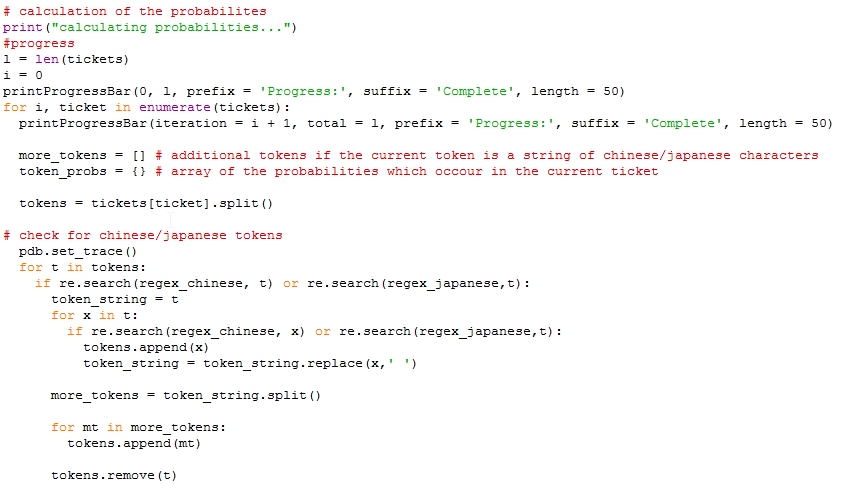 # calculation of the probabilites
print("calculating probabilities...")
#progress
l = len(tickets)
i = 0
printProgressBar(0, l, prefix = 'Progress:', suffix = 'Complete', length = 50)
for i, ticket in enumerate(tickets):
  printProgressBar(iteration = i + 1, total = l, prefix = 'Progress:', suffix = 'Complete', length = 50)
  more_tokens = [] # additional tokens if the current token is a string of chinese/japanese characters
  token_probs = {} # array of the probabilities which occour in the current ticket
  tokens = tickets[ticket].split()
# check for chinese/japanese tokens
  pdb.set_trace()
  for t in tokens:
    if re.search(regex_chinese, t) or re.search(regex_japanese,t):
      token_string = t
      for x in t:
        if re.search(regex_chinese, x) or re.search(regex_japanese,t):
          tokens.append(x)
          token_string = token_string.replace(x,' ')
      more_tokens = token_string.split()
      for mt in more_tokens:
        tokens.append(mt)
      tokens.remove(t)